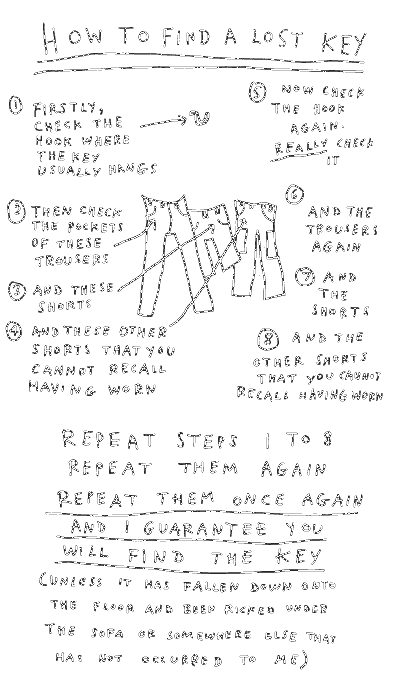 HOW TO FIND A LOST KEY
① FIRSTLY,
CHECK THE
HOOK WHERE
THE KEY
USUALLY HANGS
② THEN CHECK
THE POCKETS
OF THESE
TROUSERS
③ AND THESE
SHORTS
④ AND THESE OTHER
SHORTS THAT YOU
CANNOT RECALL
HAVING WORN
⑤ NOW CHECK
THE HOOK
AGAIN.
REALLY CHECK
IT
⑥
AND THE
TROUSERS
AGAIN
⑦ AND
THE
SHORTS
⑧ AND THE
OTHER SHORTS
THAT YOU CANNOT
RECALL HAVING WORN
REPEAT STEPS 1 TO 8
REPEAT THEM AGAIN
REPEAT THEM ONCE AGAIN
AND I GUARANTEE YOU
WILL FIND THE KEY
(UNLESS IT HAS FALLEN DOWN ONTO
THE FLOOR AND BEEN KICKED UNDER
THE SOFA OR SOMEWHERE ELSE THAT
HAS NOT OCCURRED TO ME)